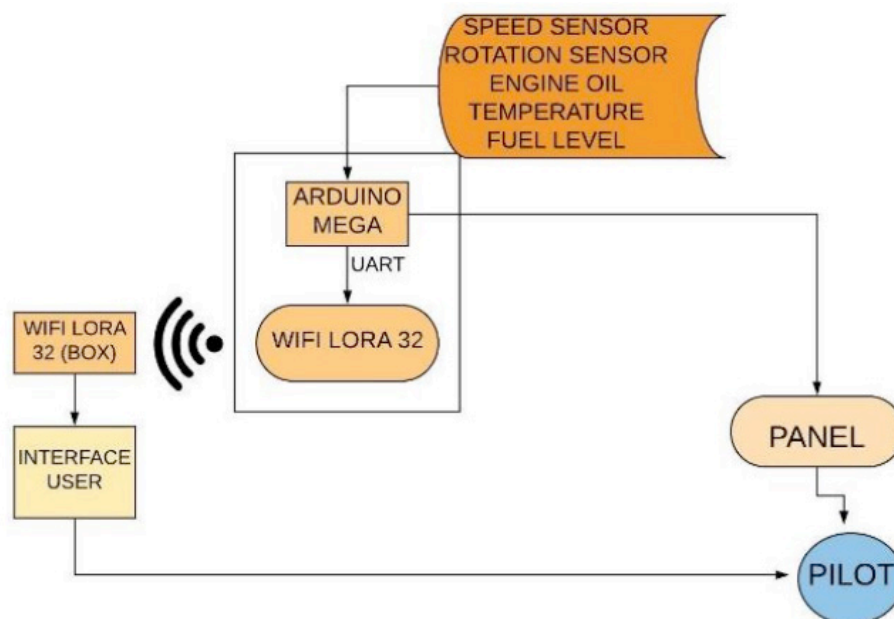 SPEED SENSOR
ROTATION SENSOR
ENGINE OIL
TEMPERATURE
FUEL LEVEL
ARDUINO
MEGA
UART
WIFI LORA 32
WIFI LORA
32 (BOX)
INTERFACE
USER
PANEL
PILOT